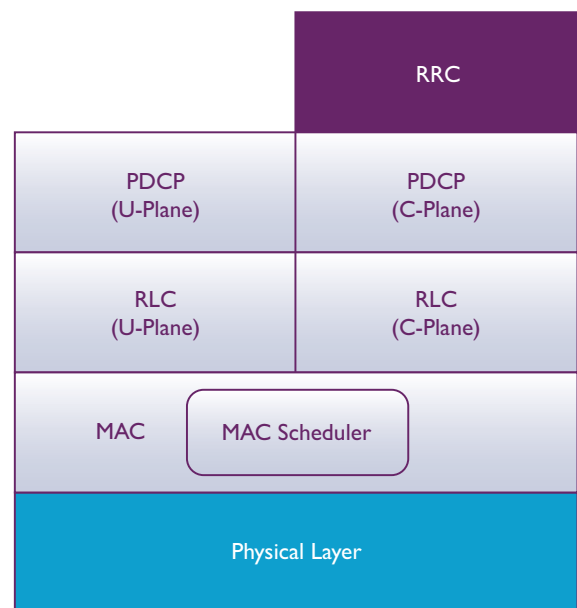 RRC
PDCP
(U-Plane)
PDCP
(C-Plane)
RLC
(U-Plane)
RLC
(C-Plane)
MAC
MAC Scheduler
Physical Layer